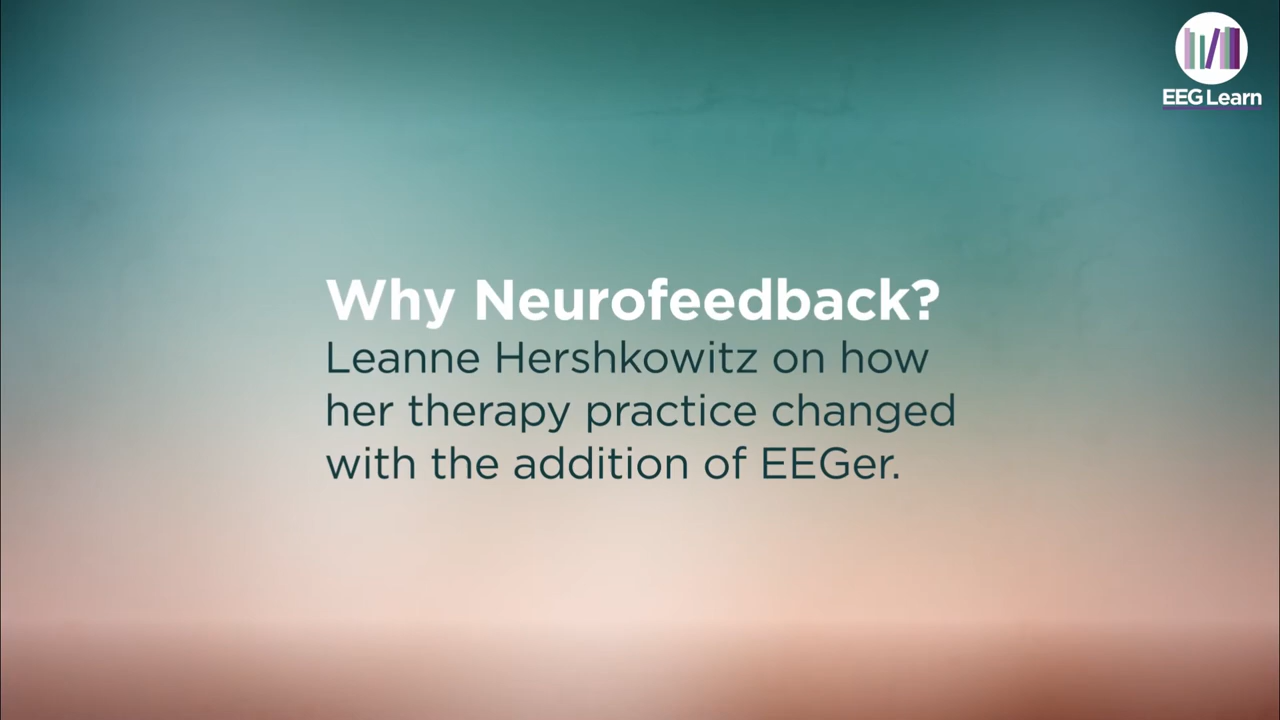 EEG Learn
Why Neurofeedback?
Leanne Hershkowitz on how
her therapy practice changed
with the addition of EEGer.